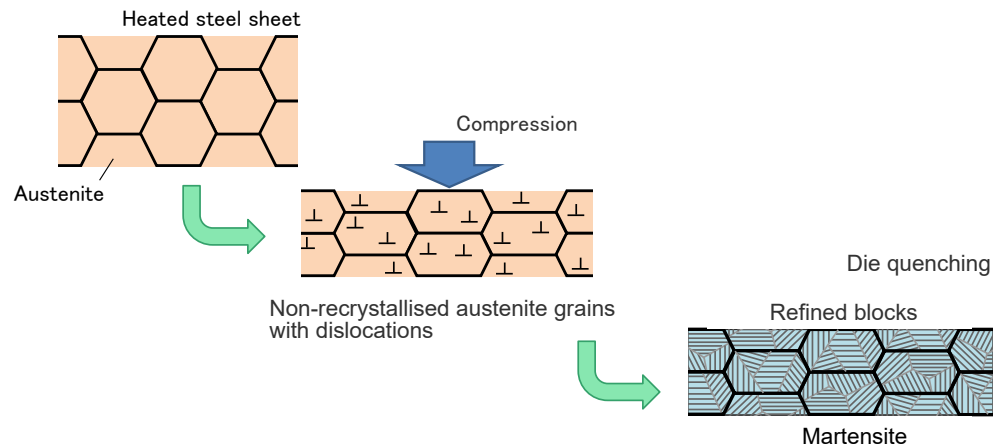 Heated steel sheet
Austenite
Compression
Non-recrystallised austenite grains
with dislocations
Die quenching
Refined blocks
Martensite